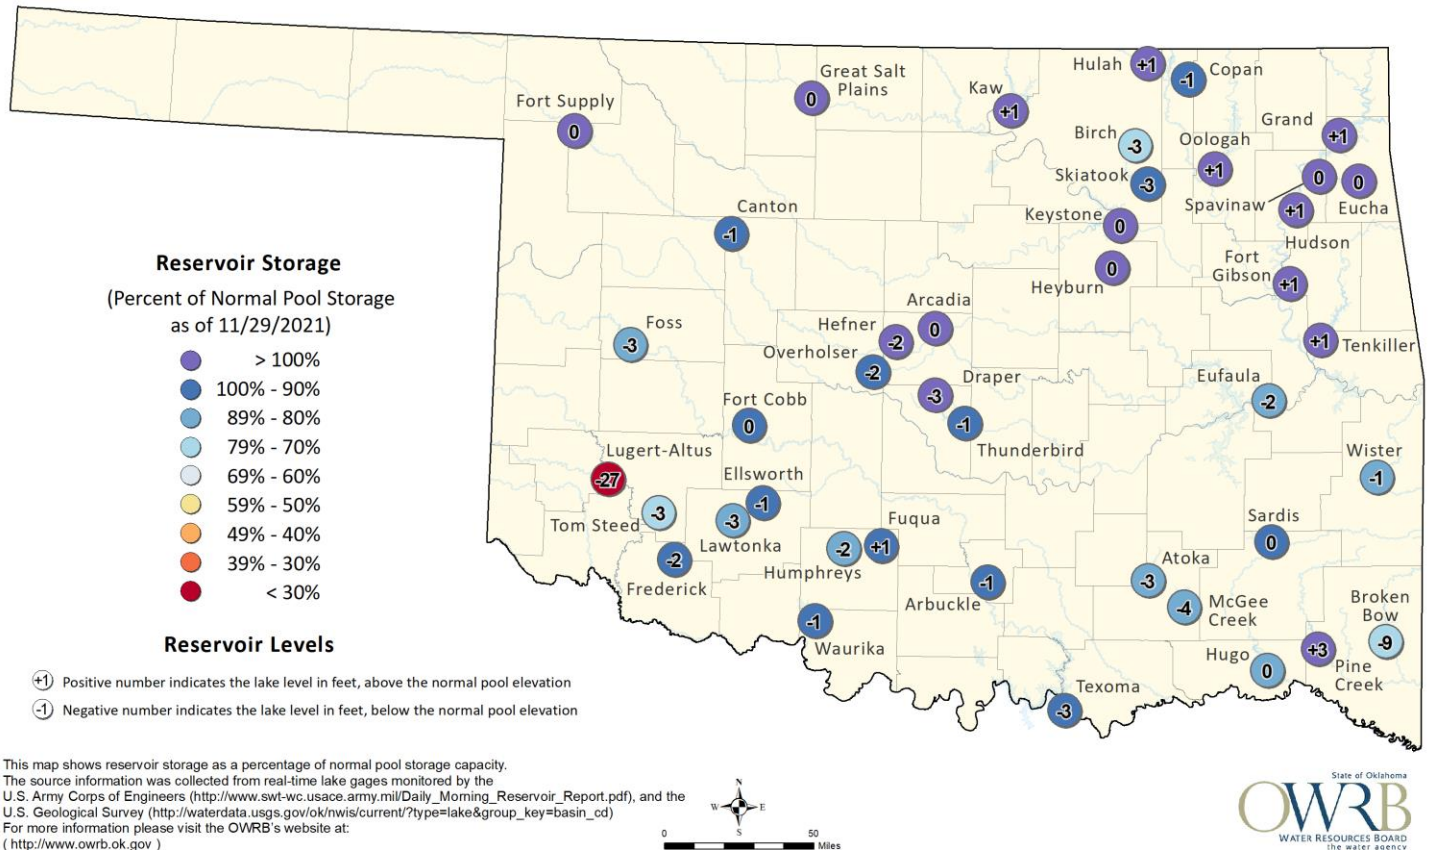 Hulah
+1
-1
Copan
Great Salt
Plains
0
Kaw
+1
Fort Supply
0
Grand
+1
Birch
-3
Oologah
+1
Skiatook
-3
0
0
Spavinaw
Eucha
+1
Hudson
Canton
-1
Keystone
0
Fort
Gibson
+1
Heyburn
0
Reservoir Storage
(Percent of Normal Pool Storage
as of 11/29/2021)
> 100%
100% - 90%
89% - 80%
79% - 70%
69% - 60%
59% - 50%
49% - 40%
39% - 30%
< 30%
Arcadia
0
Hefner
-2
Foss
-3
Overholser
-2
+1
Tenkiller
Draper
-3
Eufaula
-2
Fort Cobb
0
-1
Thunderbird
Lugert-Altus
-27
Wister
-1
Ellsworth
-1
Tom Steed
-3
-3
Lawtonka
Fuqua
+1
Sardis
0
-2
Frederick
-2
Humphreys
Atoka
-3
-1
Arbuckle
-4
McGee
Creek
Broken
Bow
-9
-1
Waurika
Hugo
0
+3
Pine
Creek
Texoma
-3
Reservoir Levels
+1 Positive number indicates the lake level in feet, above the normal pool elevation
-1 Negative number indicates the lake level in feet, below the normal pool elevation
This map shows reservoir storage as a percentage of normal pool storage capacity.
The source information was collected from real-time lake gages monitored by the
U.S. Army Corps of Engineers (http://www.swt-wc.usace.army.mil/Daily_Morning_Reservoir_Report.pdf), and the
U.S. Geological Survey (http://waterdata.usgs.gov/ok/nwis/current/?type=lake&group_key=basin_cd)
For more information please visit the OWRB's website at:
( http://www.owrb.ok.gov )
N
W E
S
0 50
Miles
State of Oklahoma
OWRB
WATER RESOURCES BOARD
the water agency